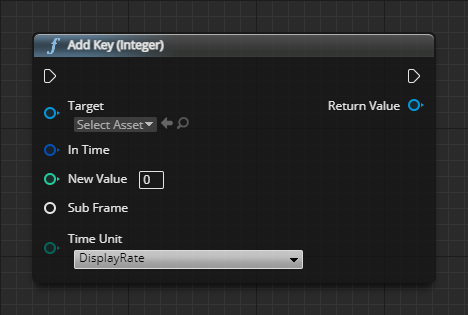 f Add Key (Integer)
Target
Return Value
Select Asset
In Time
New Value 0
Sub Frame
Time Unit
DisplayRate